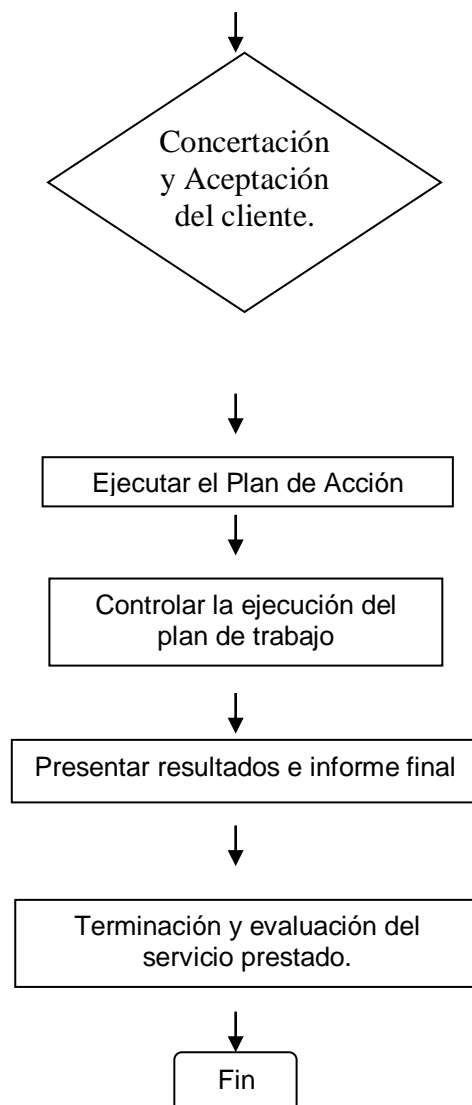 Concertación
y Aceptación
del cliente.
Ejecutar el Plan de Acción
Controlar la ejecución del
plan de trabajo
Presentar resultados e informe final
Terminación y evaluación del
servicio prestado.
Fin